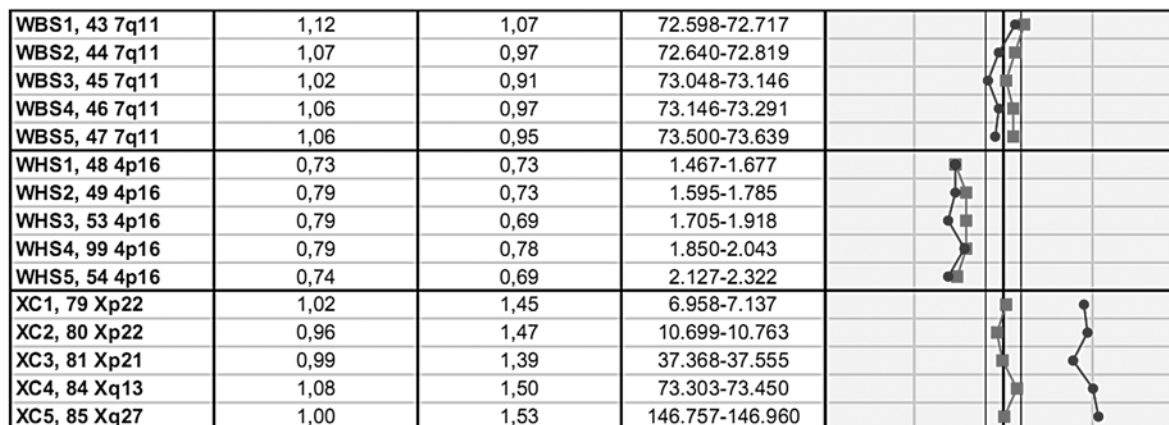 WBS1, 43 7q11 1,12 1,07 72.598-72.717
WBS2, 44 7q11 1,07 0,97 72.640-72.819
WBS3, 45 7q11 1,02 0,91 73.048-73.146
WBS4, 46 7q11 1,06 0,97 73.146-73.291
WBS5, 47 7q11 1,06 0,95 73.500-73.639
WHS1, 48 4p16 0,73 0,73 1.467-1.677
WHS2, 49 4p16 0,79 0,73 1.595-1.785
WHS3, 53 4p16 0,79 0,69 1.705-1.918
WHS4, 99 4p16 0,79 0,78 1.850-2.043
WHS5, 54 4p16 0,74 0,69 2.127-2.322
XC1, 79 Xp22 1,02 1,45 6.958-7.137
XC2, 80 Xp22 0,96 1,47 10.699-10.763
XC3, 81 Xp21 0,99 1,39 37.368-37.555
XC4, 84 Xq13 1,08 1,50 73.303-73.450
XC5, 85 Xq27 1,00 1,53 146.757-146.960